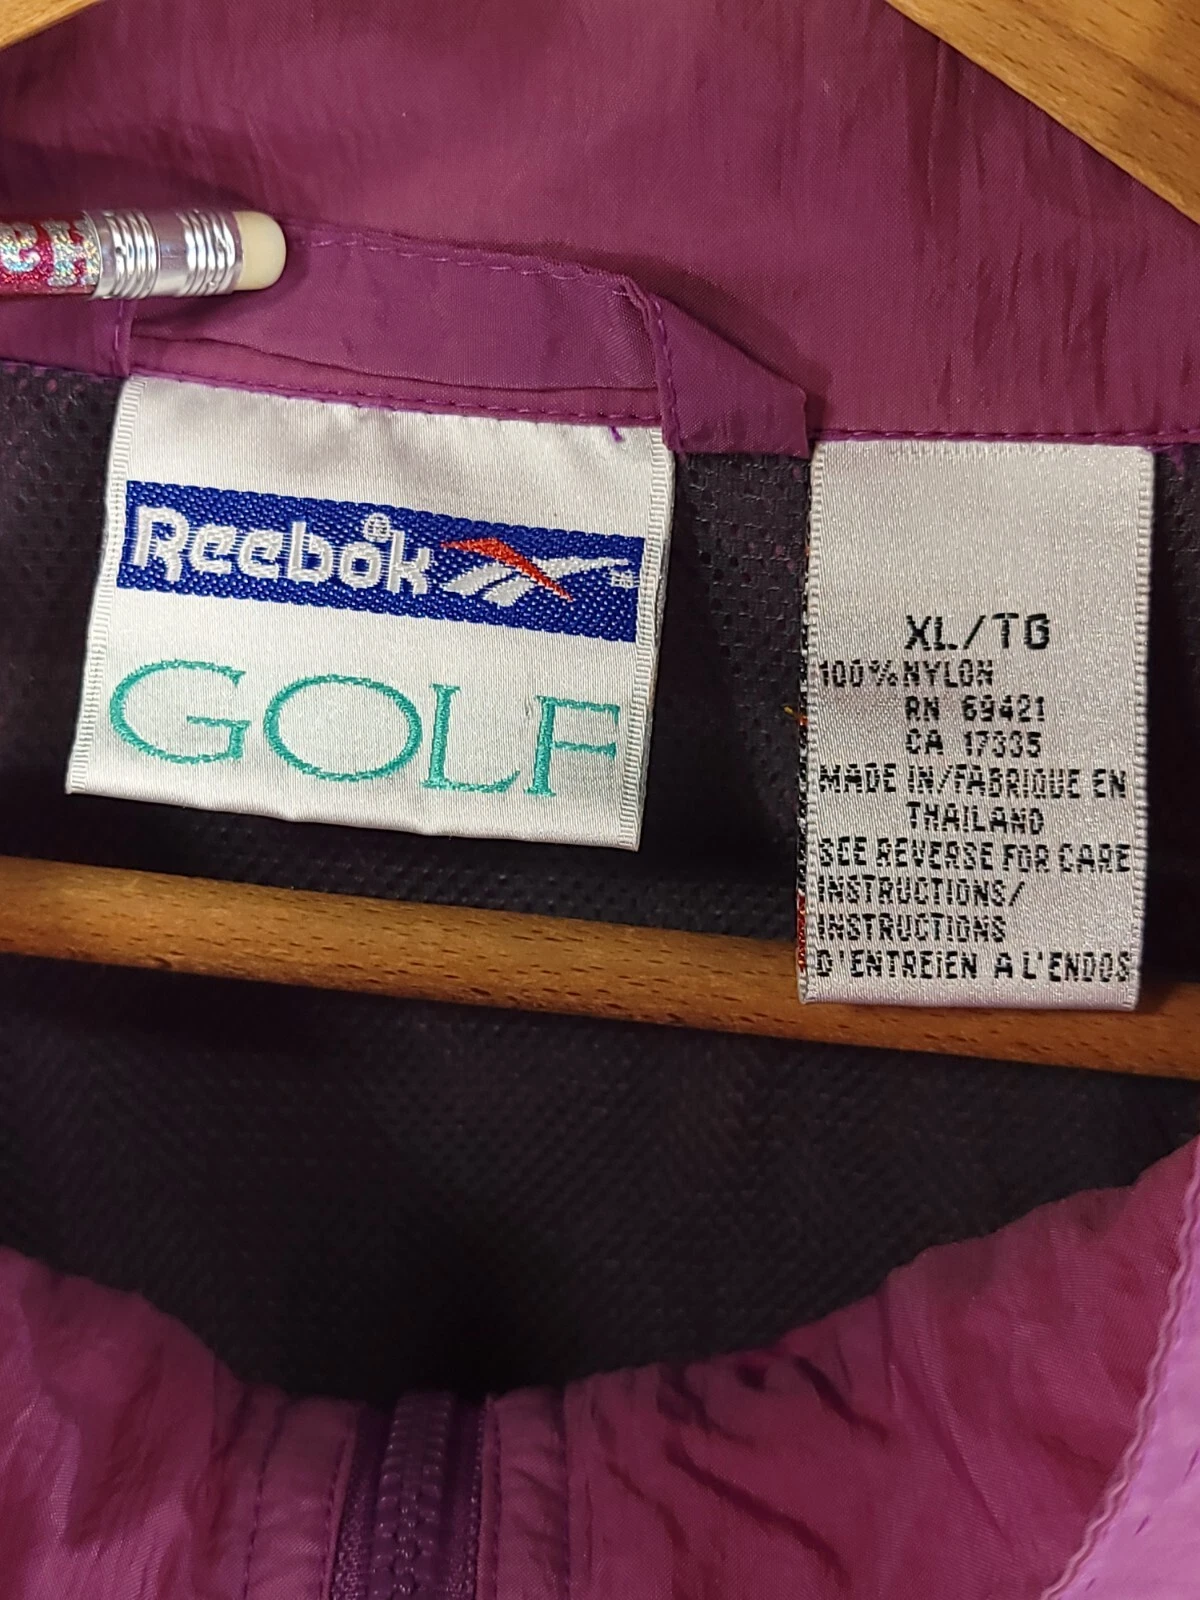 Reebok
GOLF
XL/TG
100% NYLON
RN 69421
CA 17335
MADE IN/FABRIQUE EN
THAILAND
SEE REVERSE FOR CARE
INSTRUCTIONS/
INSTRUCTIONS
D'ENTREIEN A L'ENDOS